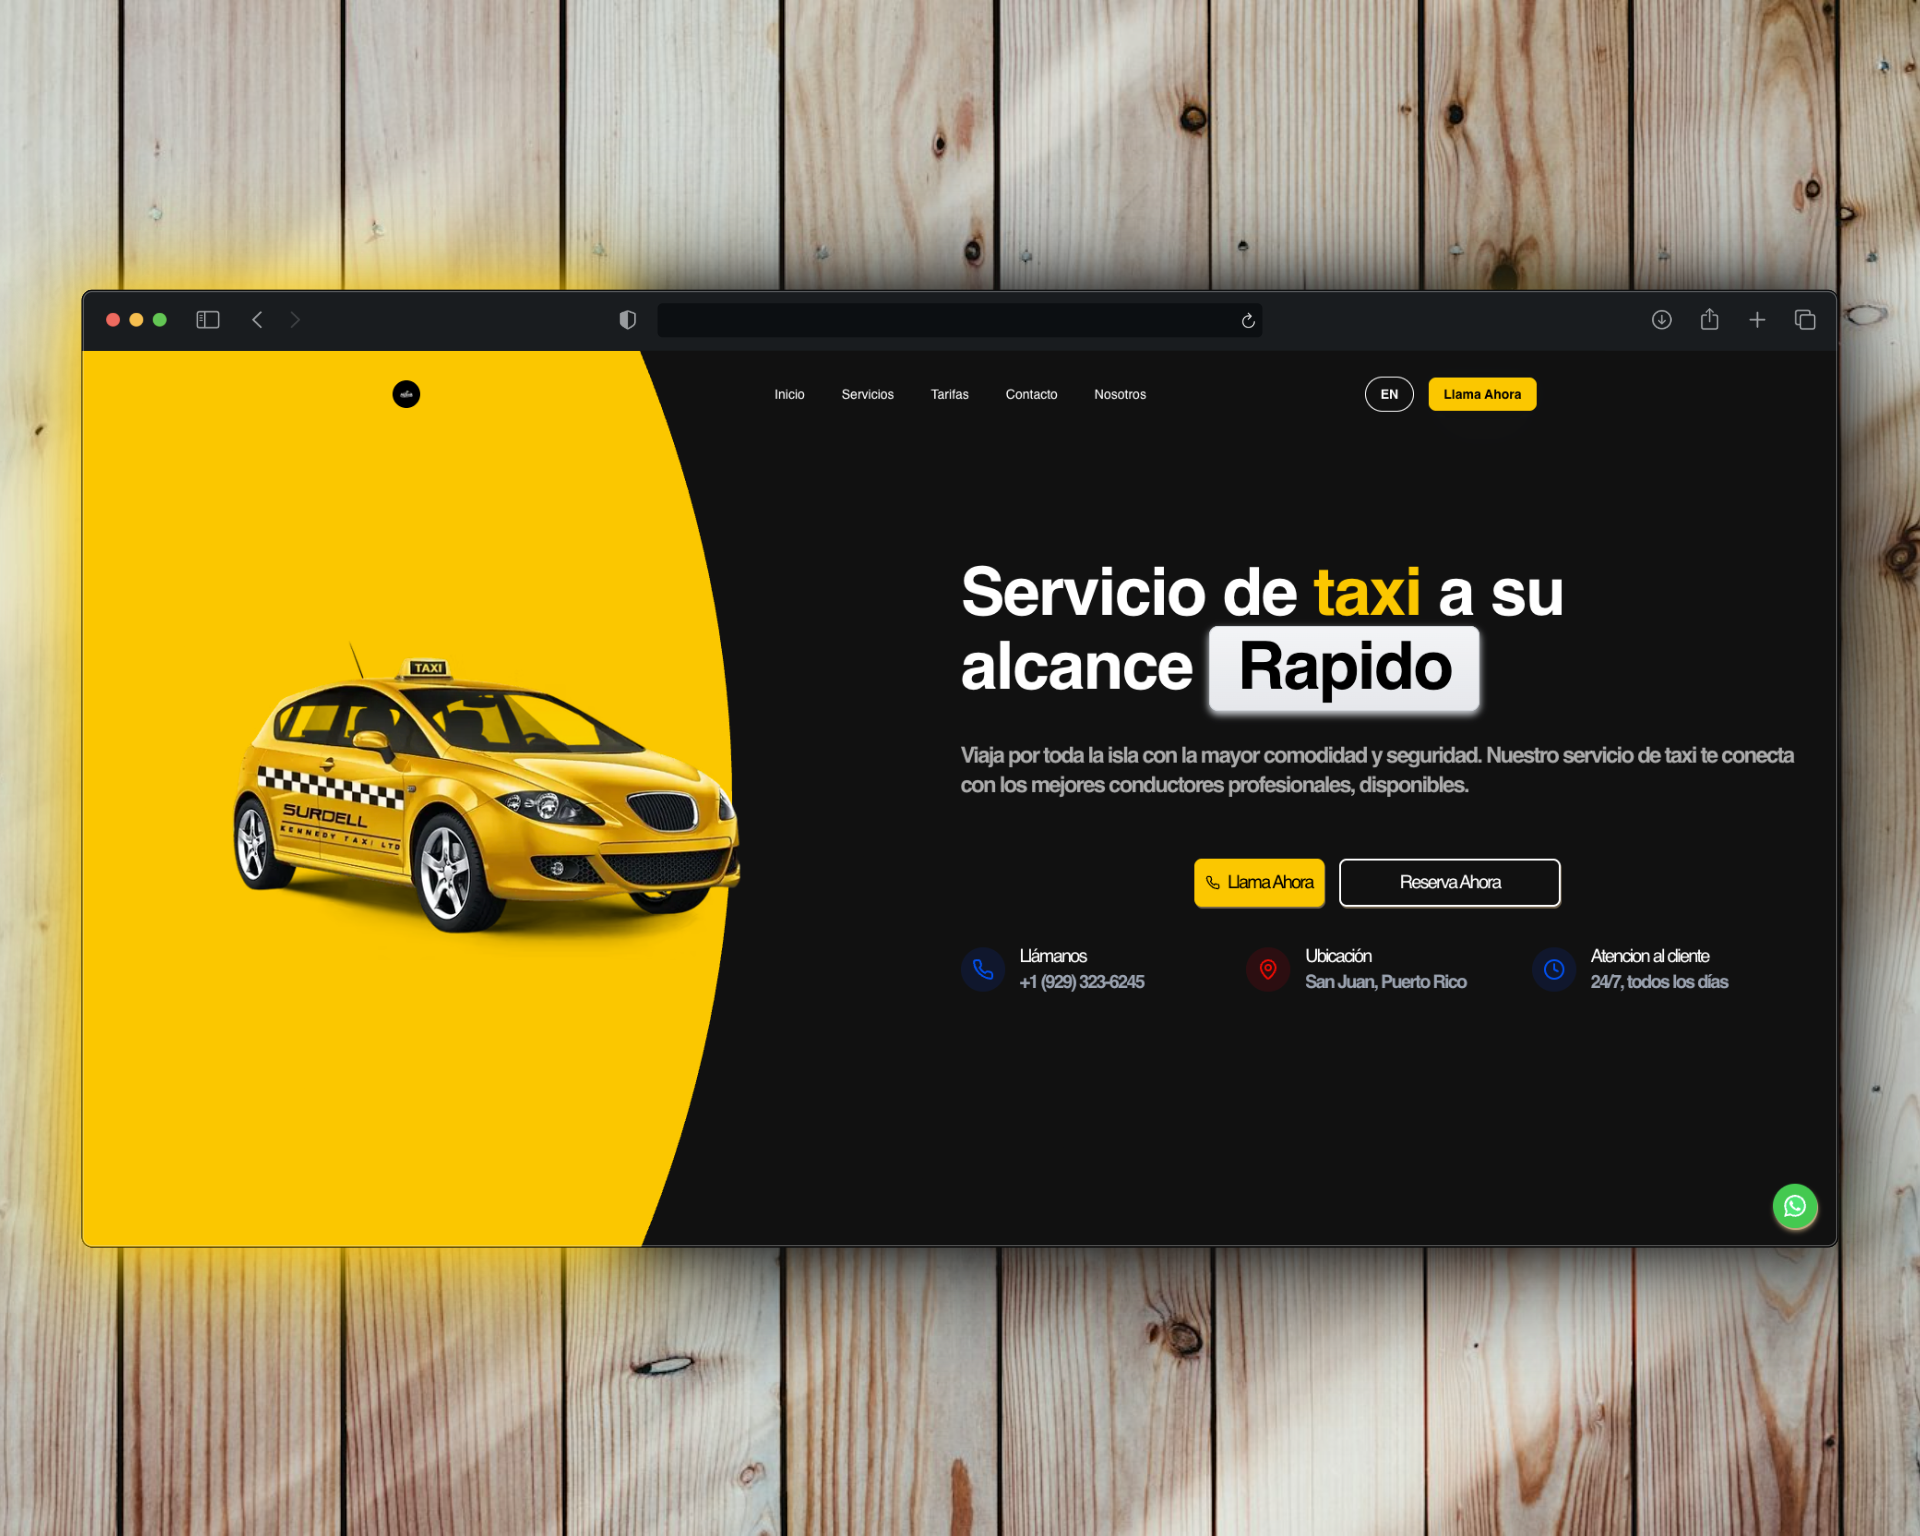 Inicio Servicios Tarifas Contacto Nosotros EN Llama Ahora
Servicio de taxi a su
alcance Rapido
Viaja por toda la isla con la mayor comodidad y seguridad. Nuestro servicio de taxi te conecta
con los mejores conductores profesionales, disponibles.
Llama Ahora Reserva Ahora
Llámanos
+1 (929) 323-6245
Ubicación
San Juan, Puerto Rico
Atencion al cliente
24/7, todos los días
TAXI
SURDELL
KENNEDY TAXI LTD